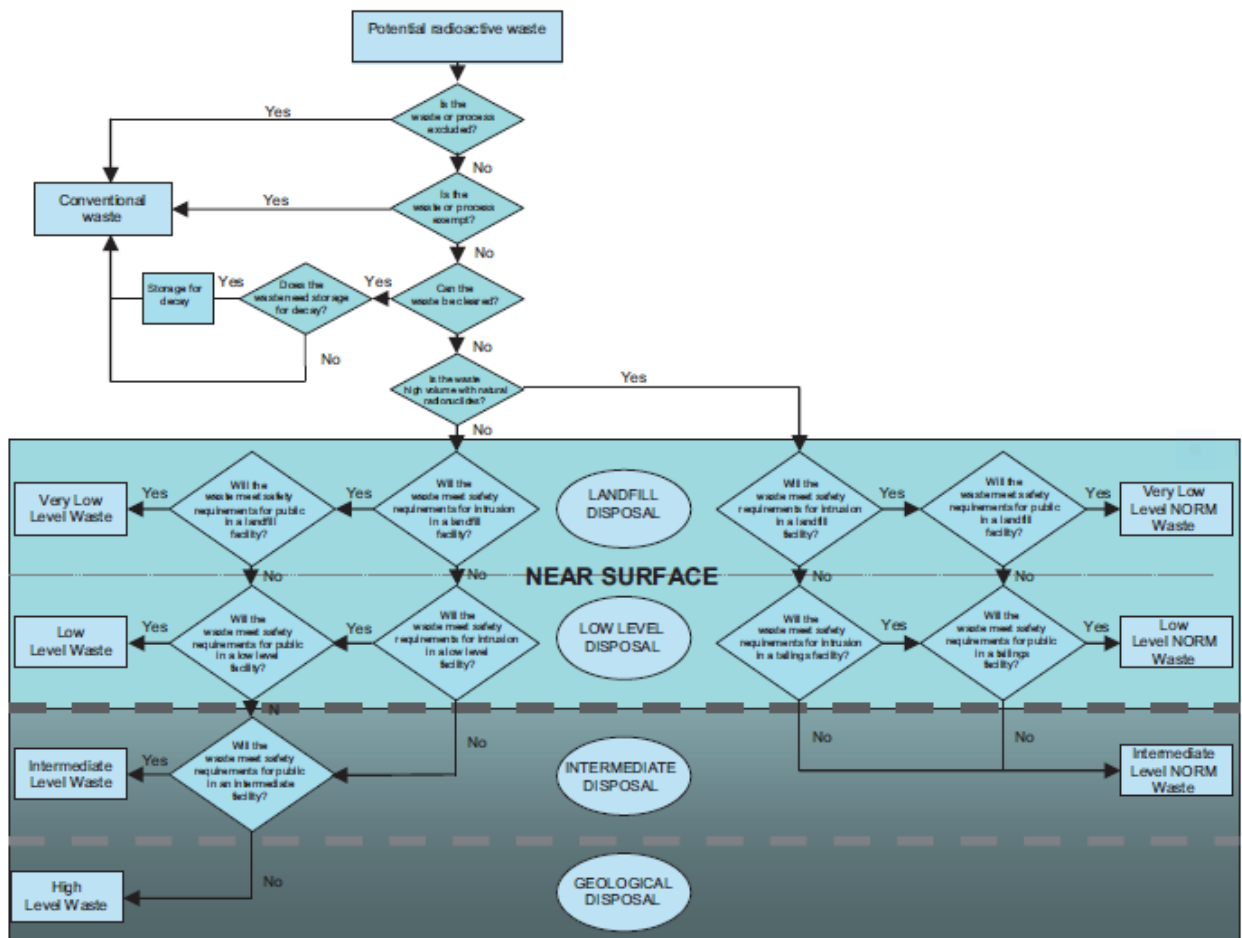 Potential radioactive waste
Is the
waste or process
excluded?
Yes
No
Conventional
waste
Is the
waste or process
exempt?
Yes
No
Storage for
decay
Yes
Does the
waste need storage
for decay?
Yes
Can the
waste be cleared?
No
No
Is the waste
high volume with natural
radionuclides?
Yes
No
Very Low
Level Waste
Yes
Will the
waste meet safety
requirements for public
in a landfill
facility?
Yes
Will the
waste meet safety
requirements for intrusion
in a landfill
facility?
LANDFILL
DISPOSAL
Will the
waste meet safety
requirements for intrusion
in a landfill
facility?
Yes
Will the
waste meet safety
requirements for public
in a landfill
facility?
Yes
Very Low
Level NORM
Waste
No
No
NEAR SURFACE
No
No
Low
Level Waste
Yes
Will the
waste meet safety
requirements for public
in a low level
facility?
Yes
Will the
waste meet safety
requirements for intrusion
in a low level
facility?
LOW LEVEL
DISPOSAL
Will the
waste meet safety
requirements for intrusion
in a tailings facility?
Yes
Will the
waste meet safety
requirements for public
in a tailings
facility?
Yes
Low
Level NORM
Waste
N
No
No
No
Intermediate
Level Waste
Yes
Will the
waste meet safety
requirements for public
in an intermediate
facility?
INTERMEDIATE
DISPOSAL
Intermediate
Level NORM
Waste
High
Level Waste
No
GEOLOGICAL
DISPOSAL